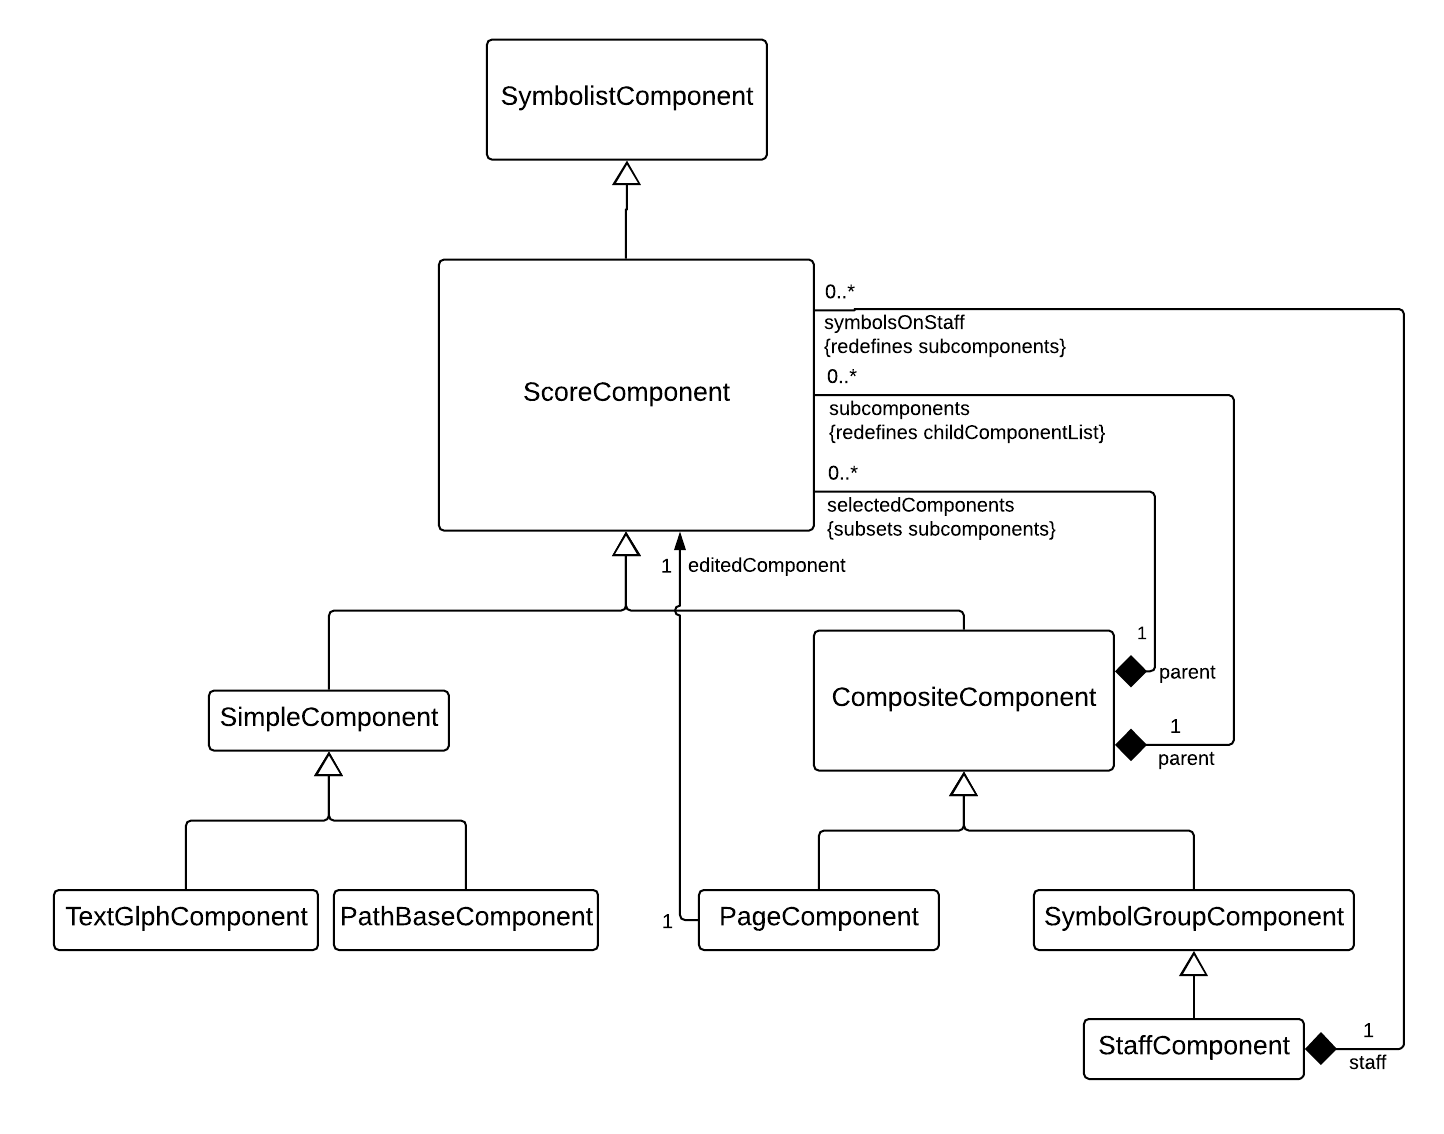 SymbolistComponent
0..*
symbolsOnStaff
{redefines subcomponents}
0..*
ScoreComponent
subcomponents
{redefines childComponentList}
0..*
selectedComponents
{subsets subcomponents}
1
editedComponent
1
parent
CompositeComponent
SimpleComponent
1
parent
TextGlphComponent
PathBaseComponent
1
PageComponent
SymbolGroupComponent
StaffComponent
1
staff